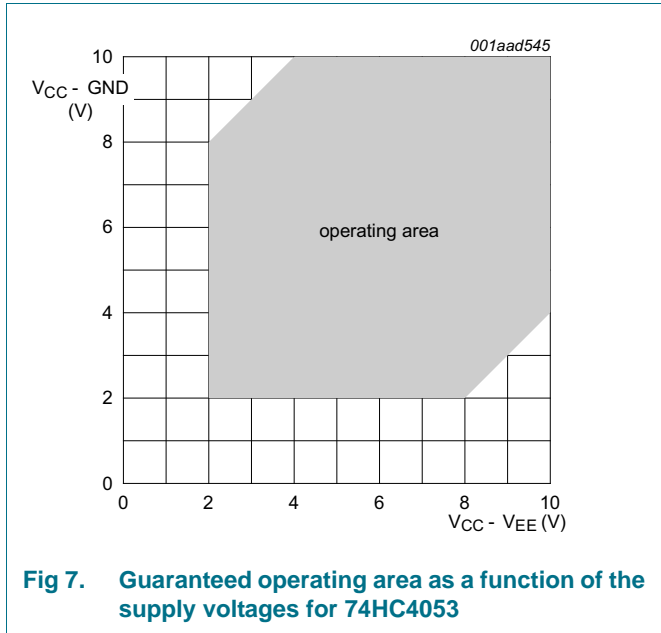 001aad545
10
VCC - GND
(V)
8
6
operating area
4
2
0
0 2 4 6 8 10
VCC - VEE (V)
Fig 7. Guaranteed operating area as a function of the
supply voltages for 74HC4053